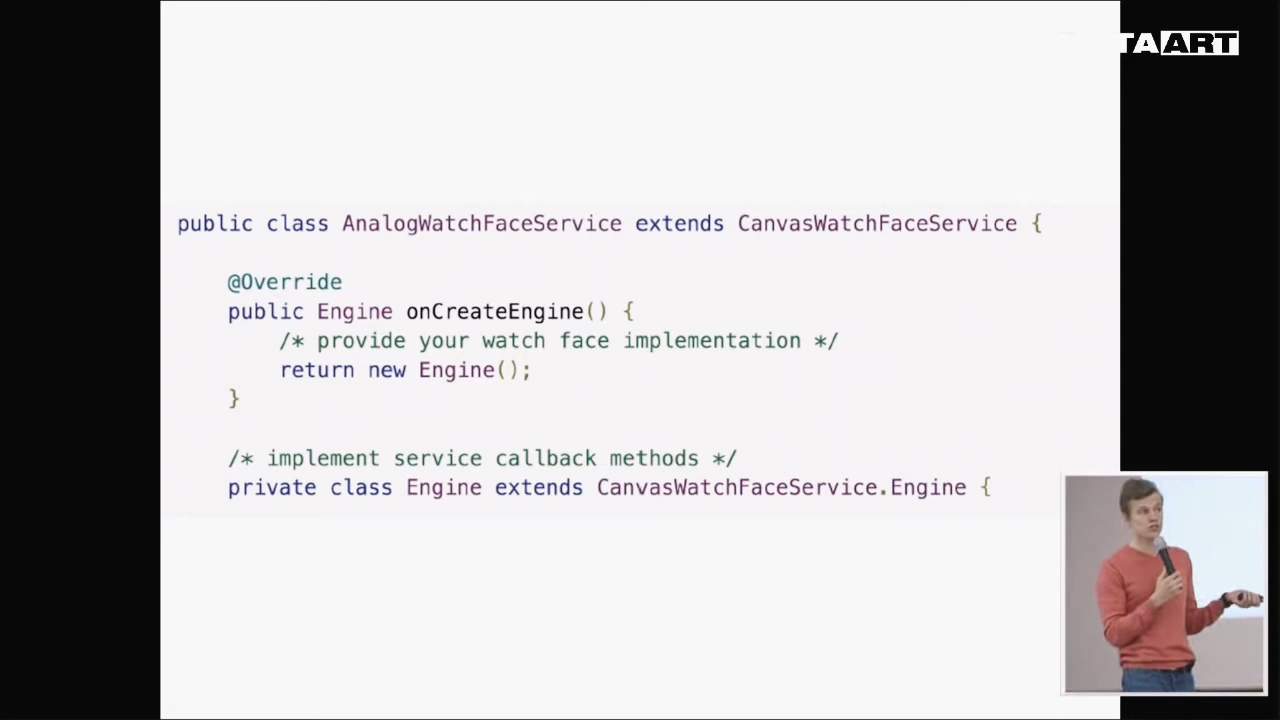 TAART
public class AnalogWatchFaceService extends CanvasWatchFaceService {
@Override
public Engine onCreateEngine() {
/* provide your watch face implementation */
return new Engine();
}
/* implement service callback methods */
private class Engine extends CanvasWatchFaceService.Engine {